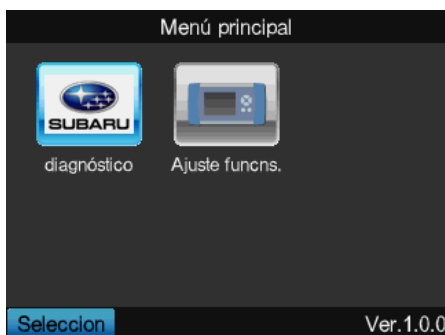 Menú principal
SUBARU
diagnóstico Ajuste funcns.
Seleccion Ver.1.0.0